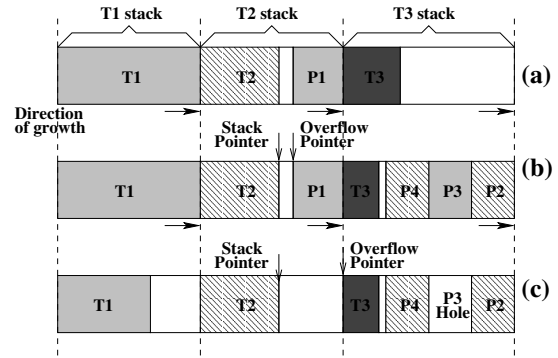 T1 stack T2 stack T3 stack
T1 T2 P1 T3 (a)
Direction
of growth
Stack
Pointer
Overflow
Pointer
T1 T2 P1 T3 P4 P3 P2 (b)
Stack
Pointer
Overflow
Pointer
T1 T2 T3 P4 P3
Hole P2 (c)